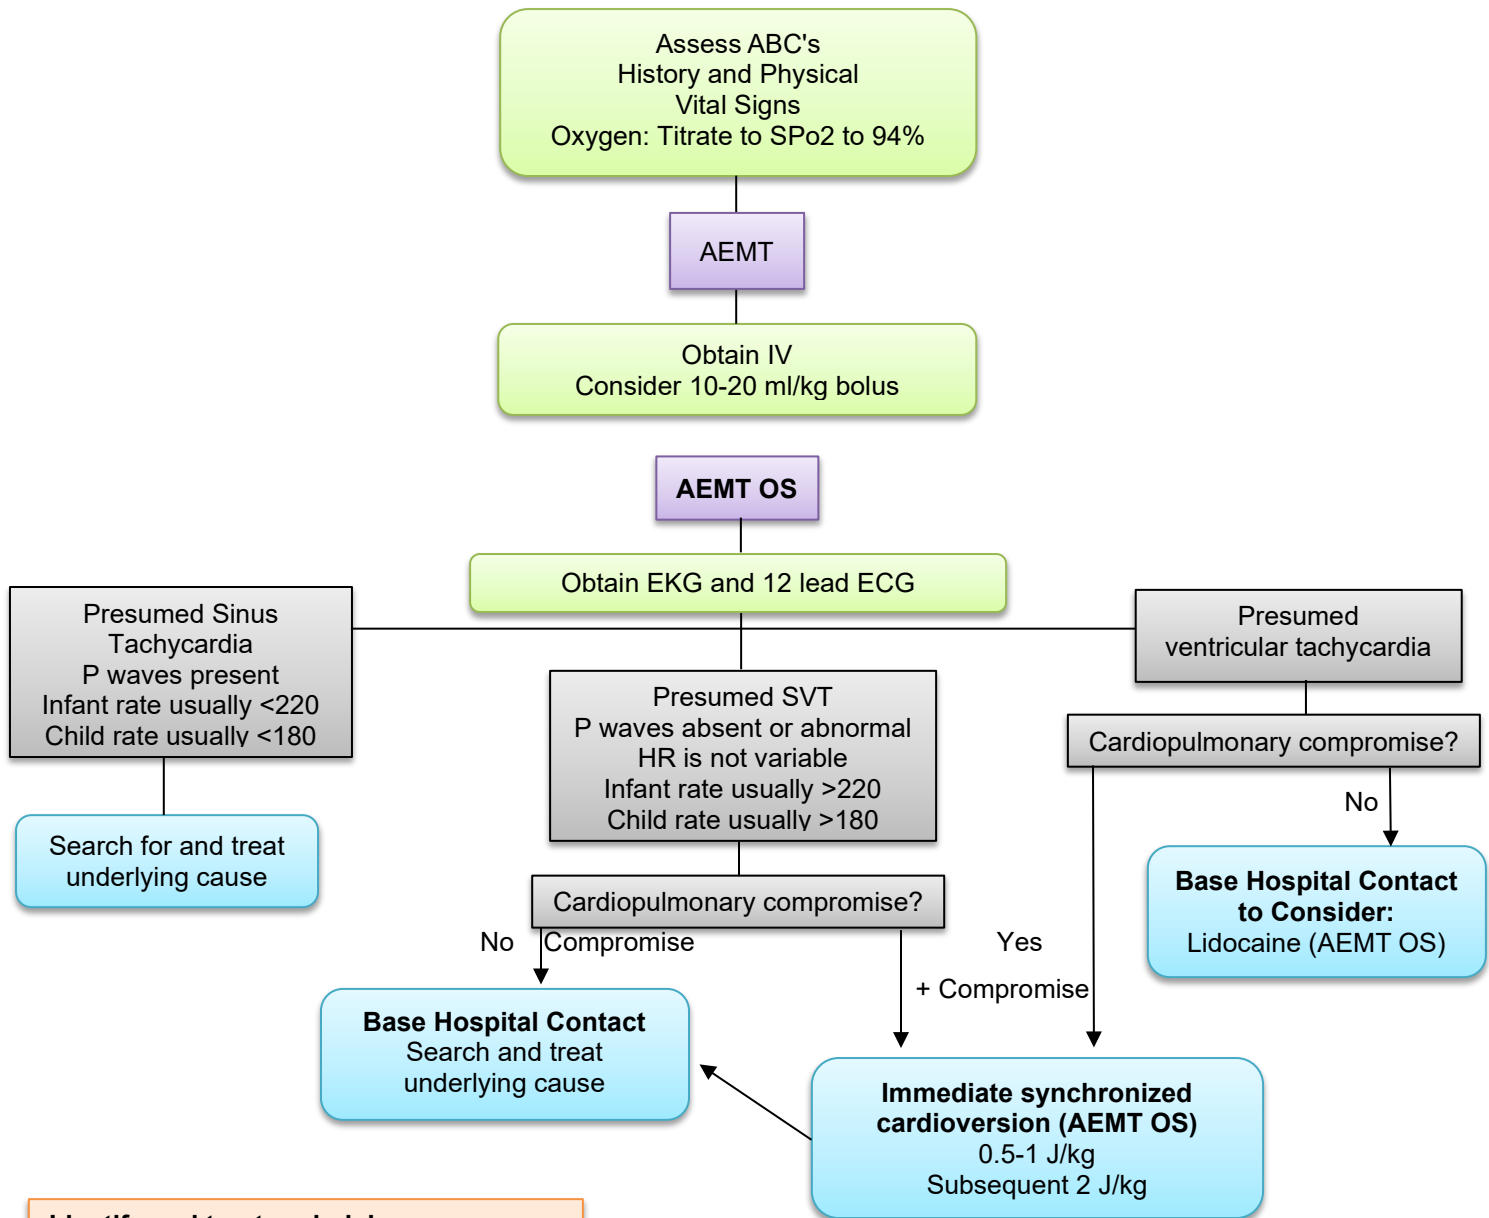 Assess ABC's
History and Physical
Vital Signs
Oxygen: Titrate to SPo2 to 94%
AEMT
Obtain IV
Consider 10-20 ml/kg bolus
AEMT OS
Obtain EKG and 12 lead ECG
Presumed Sinus
Tachycardia
P waves present
Infant rate usually <220
Child rate usually <180
Search for and treat
underlying cause
Presumed SVT
P waves absent or abnormal
HR is not variable
Infant rate usually >220
Child rate usually >180
Cardiopulmonary compromise?
No Compromise
Yes
+ Compromise
Presumed
ventricular tachycardia
Cardiopulmonary compromise?
No
Base Hospital Contact
to Consider:
Lidocaine (AEMT OS)
Base Hospital Contact
Search and treat
underlying cause
Immediate synchronized
cardioversion (AEMT OS)
0.5-1 J/kg
Subsequent 2 J/kg